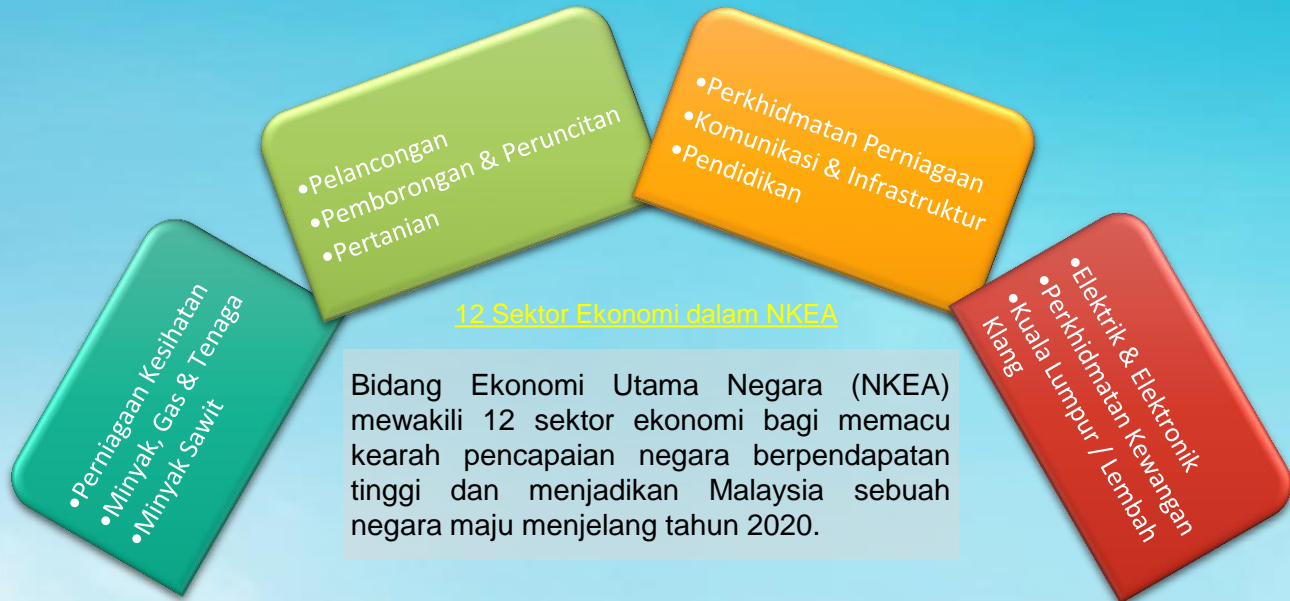 •Perniagaan Kesihatan
•Minyak, Gas & Tenaga
•Minyak Sawit
•Pelancongan
•Pemborongan & Peruncitan
•Pertanian
•Perkhidmatan Perniagaan
•Komunikasi & Infrastruktur
•Pendidikan
•Elektrik & Elektronik
•Perkhidmatan Kewangan
•Kuala Lumpur / Lembah
Klang
12 Sektor Ekonomi dalam NKEA
Bidang Ekonomi Utama Negara (NKEA)
mewakili 12 sektor ekonomi bagi memacu
kearah pencapaian negara berpendapatan
tinggi dan menjadikan Malaysia sebuah
negara maju menjelang tahun 2020.